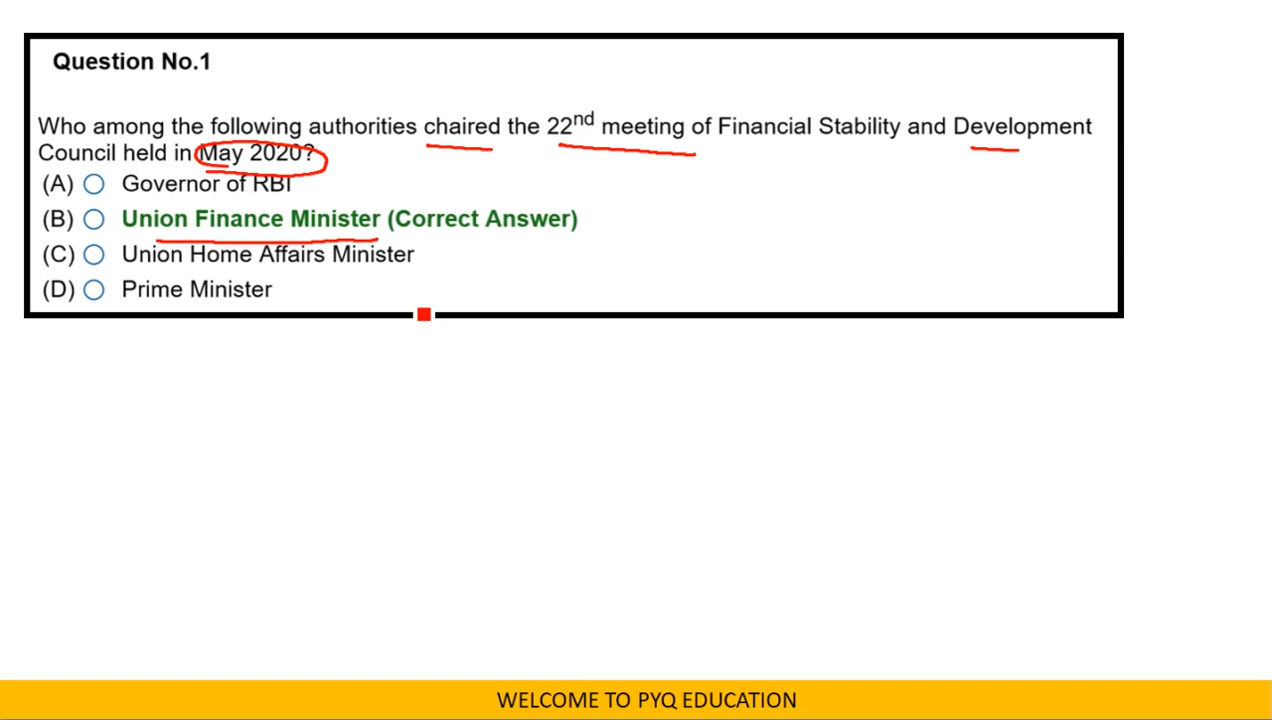 Question No.1
Who among the following authorities chaired the 22nd meeting of Financial Stability and Development
Council held in May 2020?
(A) Governor of RBI
(B) Union Finance Minister (Correct Answer)
(C) Union Home Affairs Minister
(D) Prime Minister
WELCOME TO PYQ EDUCATION